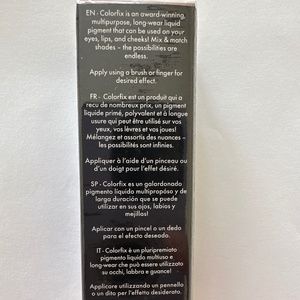 EN - Colorfix is an award-winning,
multipurpose, long-wear liquid
pigment that can be used on your
eyes, lips, and cheeks! Mix & match
shades – the possibilities are
endless.
Apply using a brush or finger for
desired effect.
FR - Colorfix est un produit qui a
reçu de nombreux prix, un pigment
liquide primé, polyvalent et à longue
usure qui peut être utilisé sur vos
yeux, vos lèvres et vos joues!
Mélangez et assortis des nuances –
les possibilités sont infinies.
Appliquer à l'aide d'un pinceau ou
d'un doigt pour l'effet désiré.
SP - Colorfix es un galardonado
pigmento líquido multipropósito y de
larga duración que se puede
utilizar en sus ojos, labios y
mejillas!
Aplicar con un pincel o un dedo
para el efecto deseado.
IT - Colorfix è un pluripremiato
pigmento liquido multiuso e
long-wear che può essere utilizzato
su occhi, labbra e guance!
Applicare utilizzando un pennello
o un dito per l'effetto desiderato.